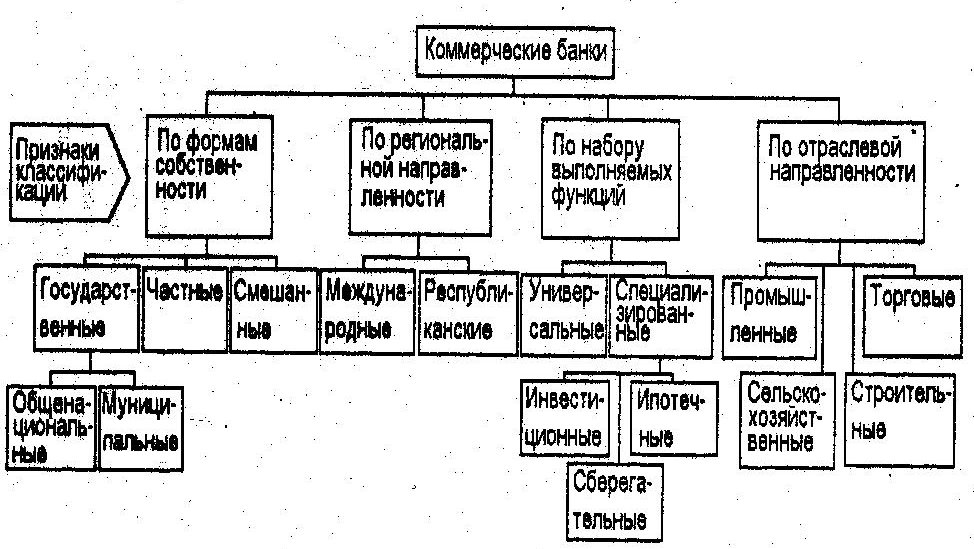 Коммерческие банки
Признаки
классифи-
кации
По формам
собствен-
ности
По региональ-
ной направ-
ленности
По набору
выполняемых
функций
По отраслевой
направленности
Государст-
венные
Частные
Смешан-
ные
Междуна-
родные
Республи-
канские
Универ-
сальные
Специали-
зирован-
ные
Промыш-
ленные
Торговые
Общена-
циональ-
ные
Муници-
пальные
Инвести-
ционные
Ипотеч-
ные
Сберега-
тельные
Сельско-
хозяйст-
венные
Строитель-
ные